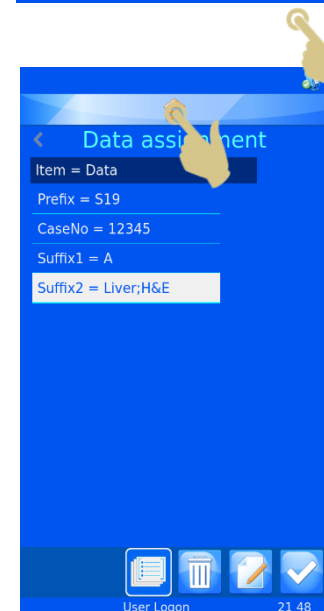 Data assignment
Item = Data
Prefix = S19
CaseNo = 12345
Suffix1 = A
Suffix2 = Liver;H&E
User Logon
21 48